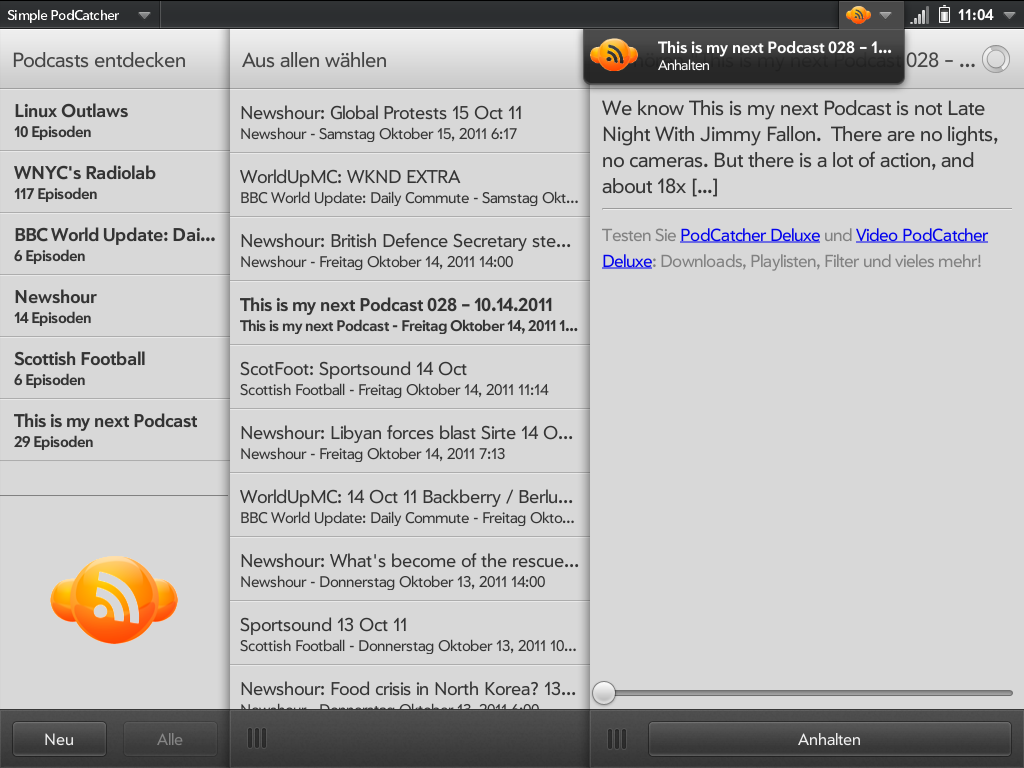 Simple PodCatcher
11:04
Podcasts entdecken
Linux Outlaws
10 Episoden
WNYC's Radiolab
117 Episoden
BBC World Update: Dai...
6 Episoden
Newshour
14 Episoden
Scottish Football
6 Episoden
This is my next Podcast
29 Episoden
Neu
Alle
Aus allen wählen
Newshour: Global Protests 15 Oct 11
Newshour - Samstag Oktober 15, 2011 6:17
WorldUpMC: WKND EXTRA
BBC World Update: Daily Commute - Samstag Okt...
Newshour: British Defence Secretary ste...
Newshour - Freitag Oktober 14, 2011 14:00
This is my next Podcast 028 – 10.14.2011
This is my next Podcast - Freitag Oktober 14, 2011 1...
ScotFoot: Sportsound 14 Oct
Scottish Football - Freitag Oktober 14, 2011 11:14
Newshour: Libyan forces blast Sirte 14 O...
Newshour - Freitag Oktober 14, 2011 7:13
WorldUpMC: 14 Oct 11 Backberry / Berlu...
BBC World Update: Daily Commute - Freitag Okto...
Newshour: What's become of the rescue...
Newshour - Donnerstag Oktober 13, 2011 14:00
Sportsound 13 Oct 11
Scottish Football - Donnerstag Oktober 13, 2011 10...
Newshour: Food crisis in North Korea? 13...
Newshour - Donnerstag Oktober 13, 2011 6:00
This is my next Podcast 028 – 1...
Anhalten
028 – ...
We know This is my next Podcast is not Late
Night With Jimmy Fallon.  There are no lights,
no cameras. But there is a lot of action, and
about 18x [...]
Testen Sie PodCatcher Deluxe und Video PodCatcher
Deluxe: Downloads, Playlisten, Filter und vieles mehr!
Anhalten